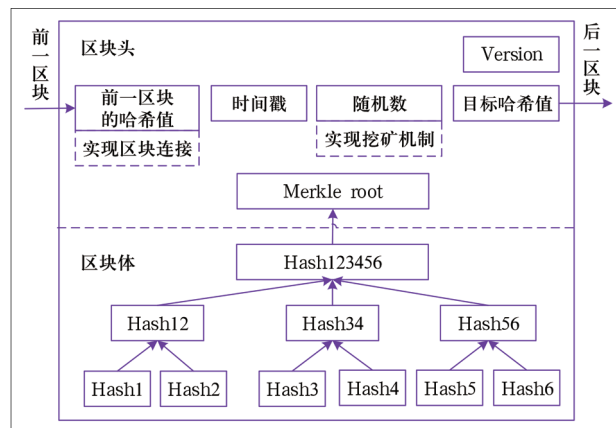 前一区块
区块头
Version
后一区块
前一区块
的哈希值
时间戳
随机数
目标哈希值
实现区块连接
实现挖矿机制
Merkle root
区块体
Hash123456
Hash12
Hash34
Hash56
Hash1
Hash2
Hash3
Hash4
Hash5
Hash6